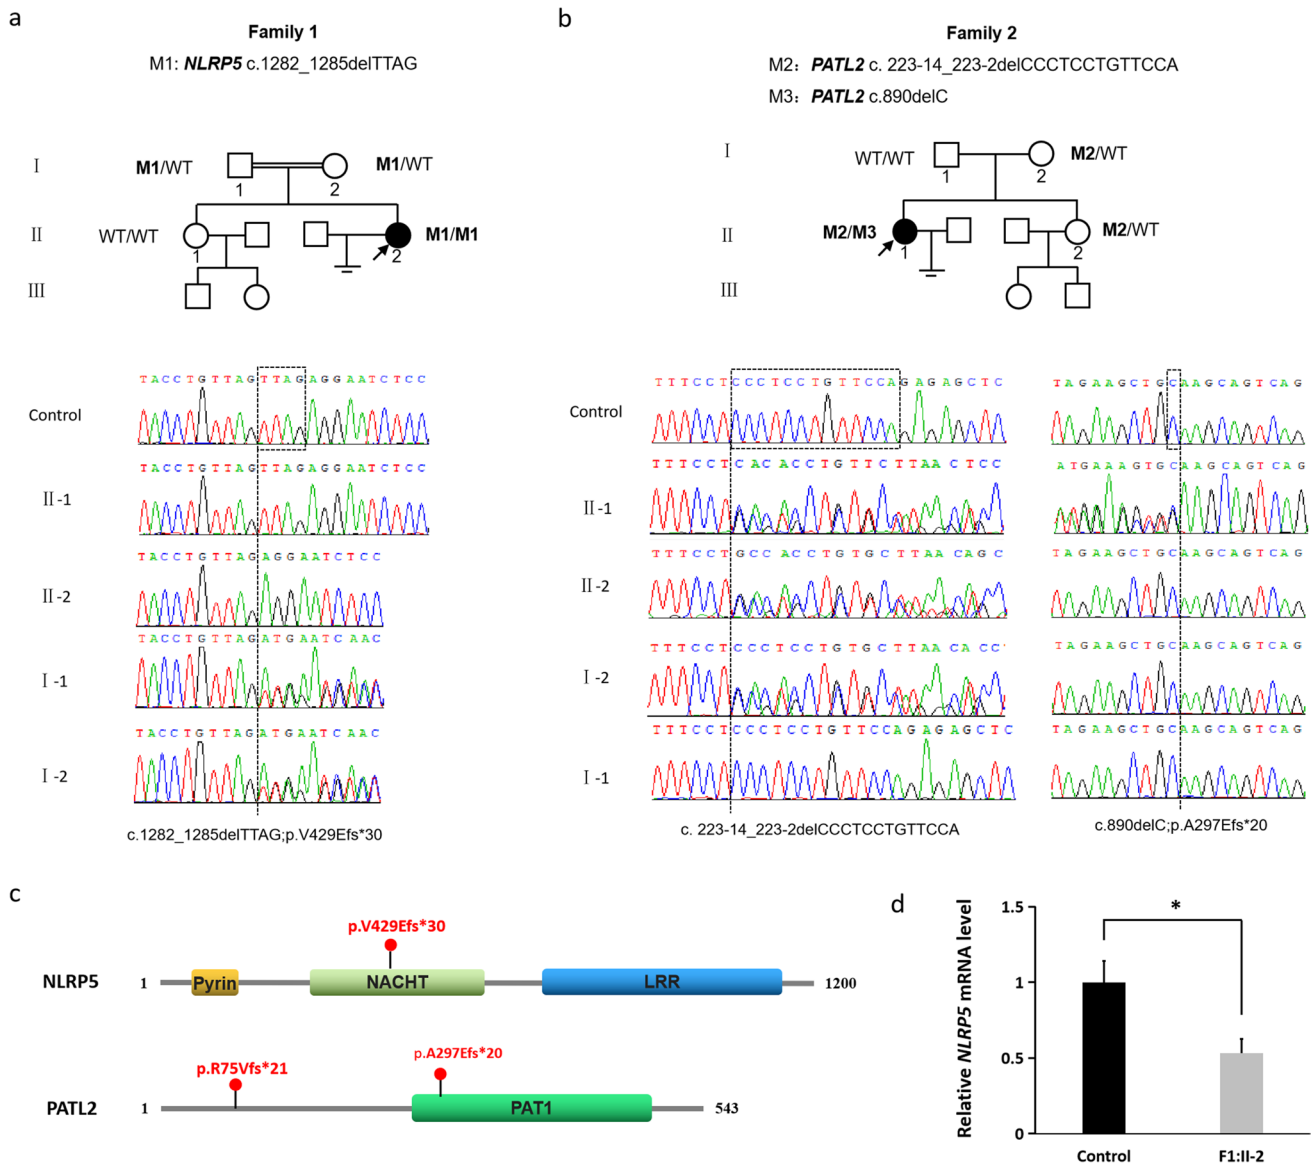 a
Family 1
M1: NLRP5 c.1282_1285delTTAG
I
M1/WT
M1/WT
1
2
II
WT/WT
M1/M1
1
2
III
TACCTGTTAGTTAGAGGAATCTCC
Control
TACCTGTTAGTTAGAGGAATCTCC
II-1
TACCTGTTAGAGGAATCTCC
II-2
TACCTGTTAGATGAATCAAC
I-1
TACCTGTTAGATGAATCAAC
I-2
c.1282_1285delTTAG;p.V429Efs*30
b
Family 2
M2: PATL2 c. 223-14_223-2delCCCTCCTGTTCCA
M3: PATL2 c.890delC
I
WT/WT
M2/WT
1
2
II
M2/M3
M2/WT
1
2
III
TTTCCTCCCTCCTGTTCCAGAGAGCTC
TAGAAGCTGCAAGCAGTCAG
Control
TTTCCTCACACCTGTTCTTAACTCC
ATGAAAGTGCAAGCAGTCAG
II-1
TTTCCTGCCACCTGTGCTTAACAGC
TAGAAGCTGCAAGCAGTCAG
II-2
TTTCCTCCCTCCTGTGCTTAACACC
TAGAAGCTGCAAGCAGTCAG
I-2
TTTCCTCCCTCCTGTTCCAGAGAGCTC
TAGAAGCTGCAAGCAGTCAG
I-1
c. 223-14_223-2delCCCTCCTGTTCCA
c.890delC;p.A297Efs*20
c
p.V429Efs*30
NLRP5
1
Pyrin
NACHT
LRR
1200
p.R75Vfs*21
p.A297Efs*20
PATL2
1
PAT1
543
d
Relative NLRP5 mRNA level
1.5
1
0.5
0
*
Control
F1:II-2